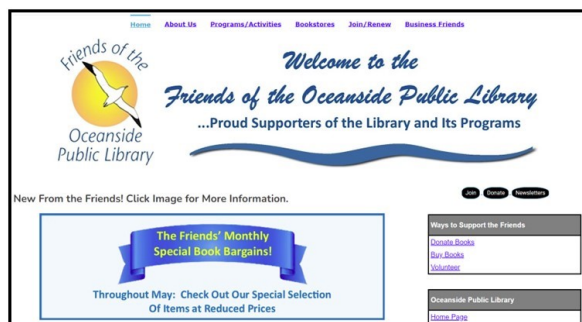 Home About Us Programs/Activities Bookstores Join/Renew Business Friends
Friends of the
Oceanside
Public Library
Welcome to the
Friends of the Oceanside Public Library
...Proud Supporters of the Library and Its Programs
New From the Friends! Click Image for More Information.
Join Donate Newsletters
The Friends' Monthly
Special Book Bargains!
Throughout May: Check Out Our Special Selection
Of Items at Reduced Prices
Ways to Support the Friends
Donate Books
Buy Books
Volunteer
Oceanside Public Library
Home Page